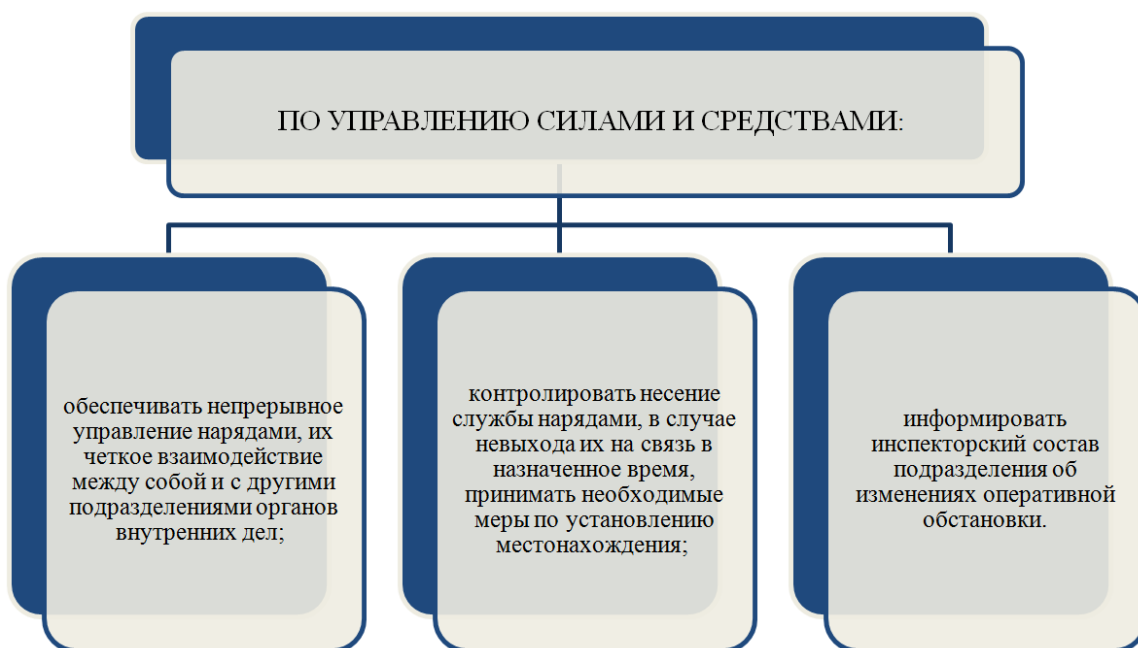 ПО УПРАВЛЕНИЮ СИЛАМИ И СРЕДСТВАМИ:
обеспечивать непрерывное
управление нарядами, их
четкое взаимодействие
между собой и с другими
подразделениями органов
внутренних дел;
контролировать несение
службы нарядами, в случае
невыхода их на связь в
назначенное время,
принимать необходимые
меры по установлению
местонахождения;
информировать
инспекторский состав
подразделения об
изменениях оперативной
обстановки.